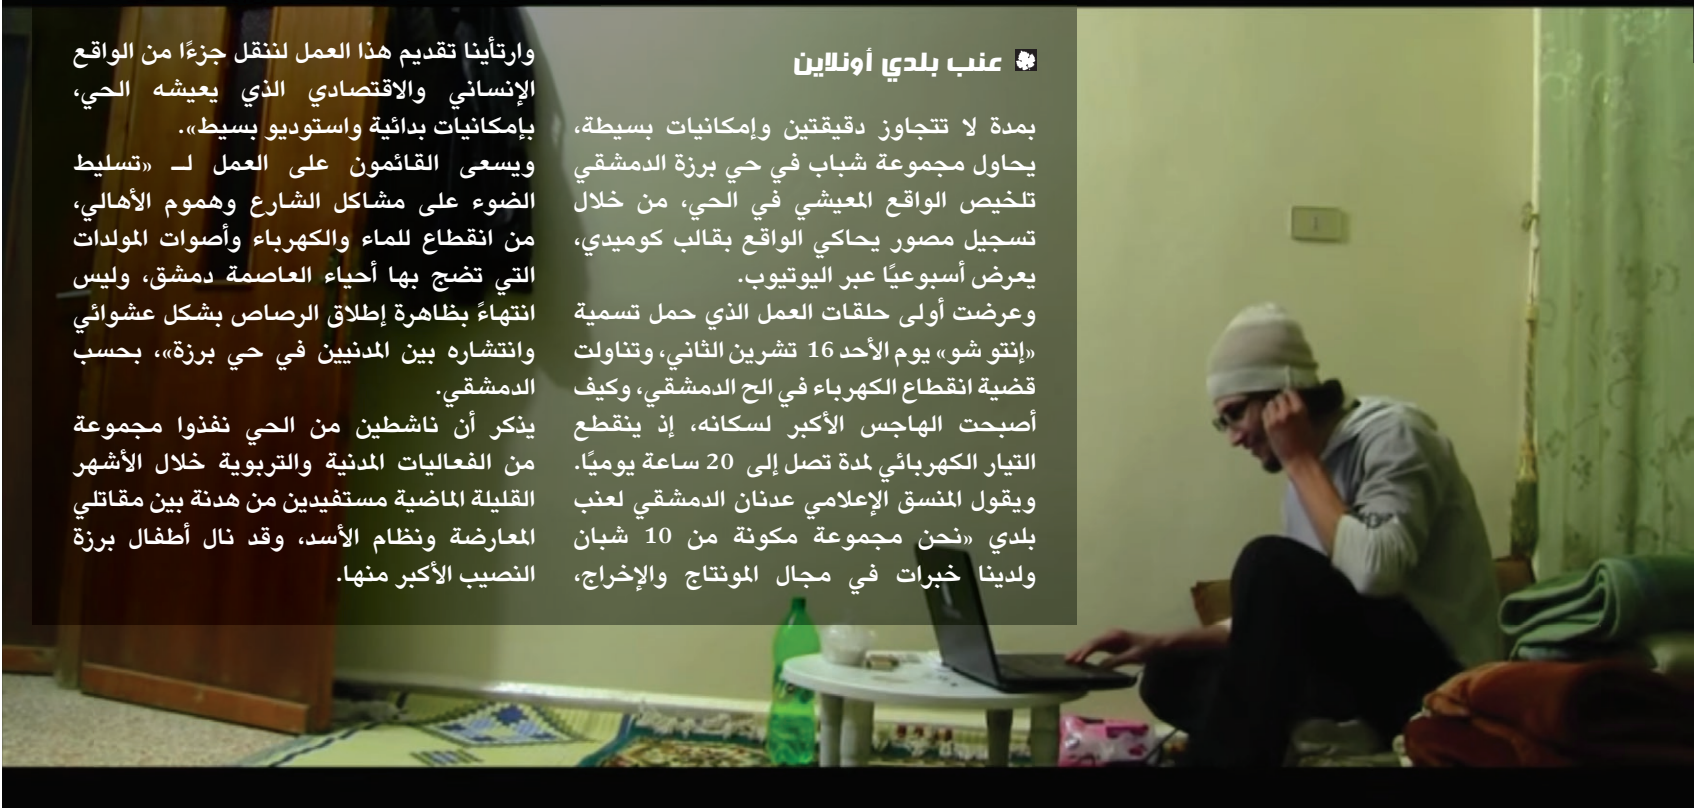 عنب بلدي أونلاين
بمدة لا تتجاوز دقيقتين وإمكانيات بسيطة،
يحاول مجموعة شباب في حي برزة الدمشقي
تلخيص الواقع المعيشي في الحي، من خلال
تسجيل مصور يحاكي الواقع بقالب كوميدي،
يعرض أسبوعيًا عبر اليوتيوب.
وعرضت أولى حلقات العمل الذي حمل تسمية
«إنتو شو» يوم الأحد 16 تشرين الثاني، وتناولت
قضية انقطاع الكهرباء في الح الدمشقي، وكيف
أصبحت الهاجس الأكبر لسكانه، إذ ينقطع
التيار الكهربائي لمدة تصل إلى 20 ساعة يوميًا.
ويقول المنسق الإعلامي عدنان الدمشقي لعنب
بلدي «نحن مجموعة مكونة من 10 شبان
ولدينا خبرات في مجال المونتاج والإخراج،
وارتأينا تقديم هذا العمل لننقل جزءًا من الواقع
الإنساني والاقتصادي الذي يعيشه الحي،
بإمكانيات بدائية واستوديو بسيط».
ويسعى القائمون على العمل لـ «تسليط
الضوء على مشاكل الشارع وهموم الأهالي،
من انقطاع للماء والكهرباء وأصوات المولدات
التي تضج بها أحياء العاصمة دمشق، وليس
انتهاءً بظاهرة إطلاق الرصاص بشكل عشوائي
وانتشاره بين المدنيين في حي برزة»، بحسب
الدمشقي.
يذكر أن ناشطين من الحي نفذوا مجموعة
من الفعاليات المدنية والتربوية خلال الأشهر
القليلة الماضية مستفيدين من هدنة بين مقاتلي
المعارضة ونظام الأسد، وقد نال أطفال برزة
النصيب الأكبر منها.